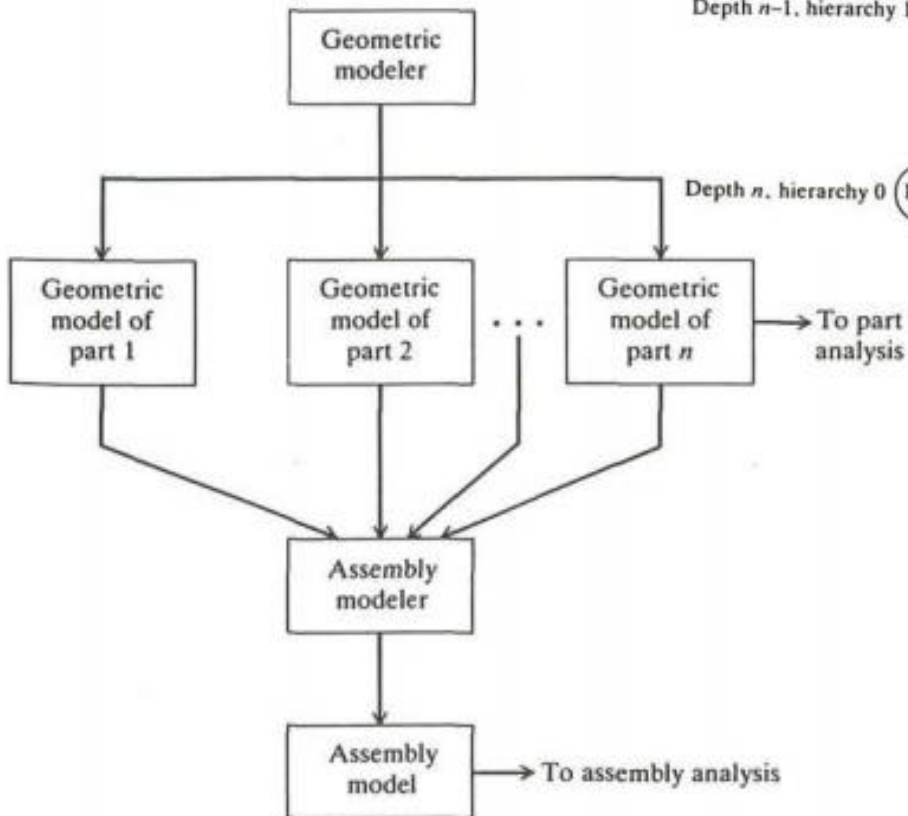 Depth n–1, hierarchy 1
Geometric
modeler
Depth n, hierarchy 0
Geometric
model of
part 1
Geometric
model of
part 2
. . .
Geometric
model of
part n
To part
analysis
Assembly
modeler
Assembly
model
To assembly analysis